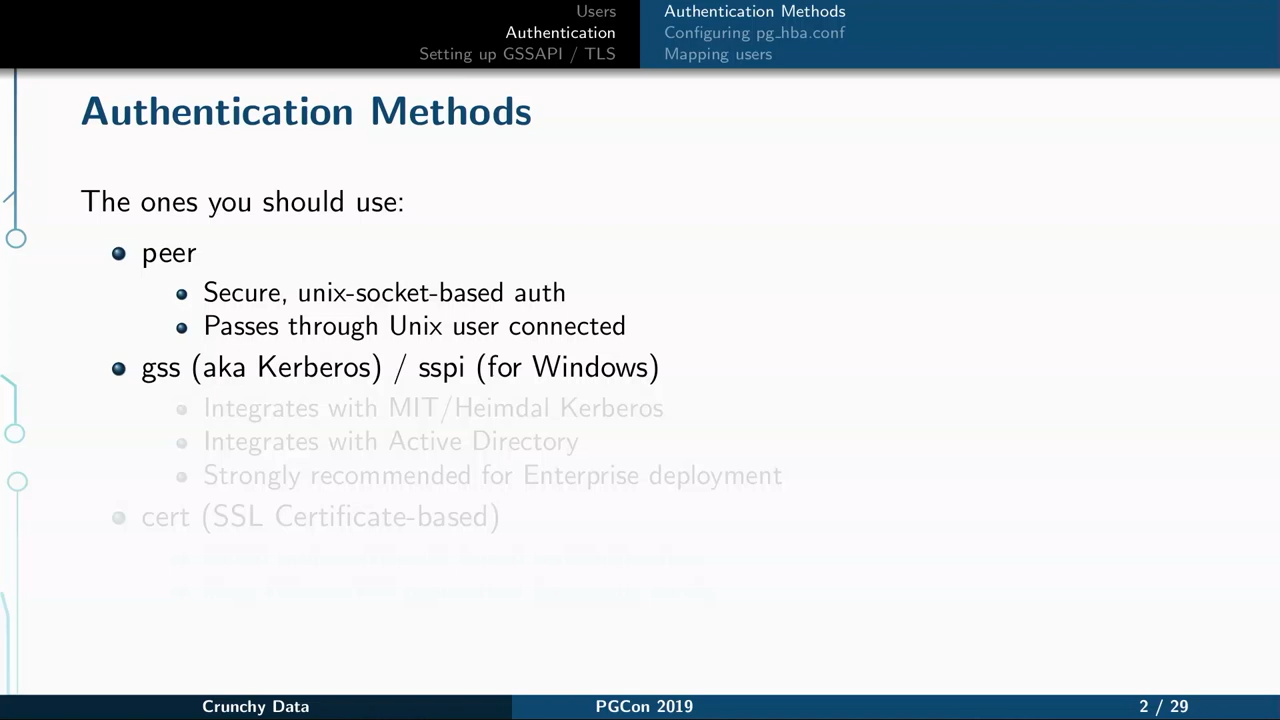 Users
Authentication
Setting up GSSAPI / TLS
Authentication Methods
Configuring pg_hba.conf
Mapping users
Authentication Methods
The ones you should use:
peer
Secure, unix-socket-based auth
Passes through Unix user connected
gss (aka Kerberos) / sspi (for Windows)
Integrates with MIT/Heimdal Kerberos
Integrates with Active Directory
Strongly recommended for Enterprise deployment
cert (SSL Certificate-based)
Crunchy Data
PGCon 2019
2 / 29